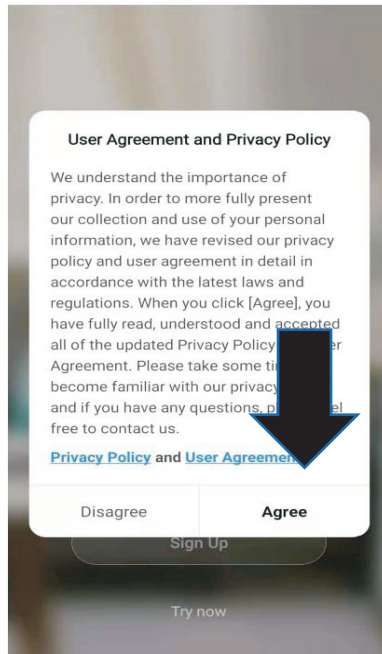 User Agreement and Privacy Policy
We understand the importance of
privacy. In order to more fully present
our collection and use of your personal
information, we have revised our privacy
policy and user agreement in detail in
accordance with the latest laws and
regulations. When you click [Agree], you
have fully read, understood and accepted
all of the updated Privacy Policy
Agreement. Please take some
become familiar with our privacy
and if you have any questions,
free to contact us.
Privacy Policy and User Agreement
Disagree
Agree
Sign Up
Try now